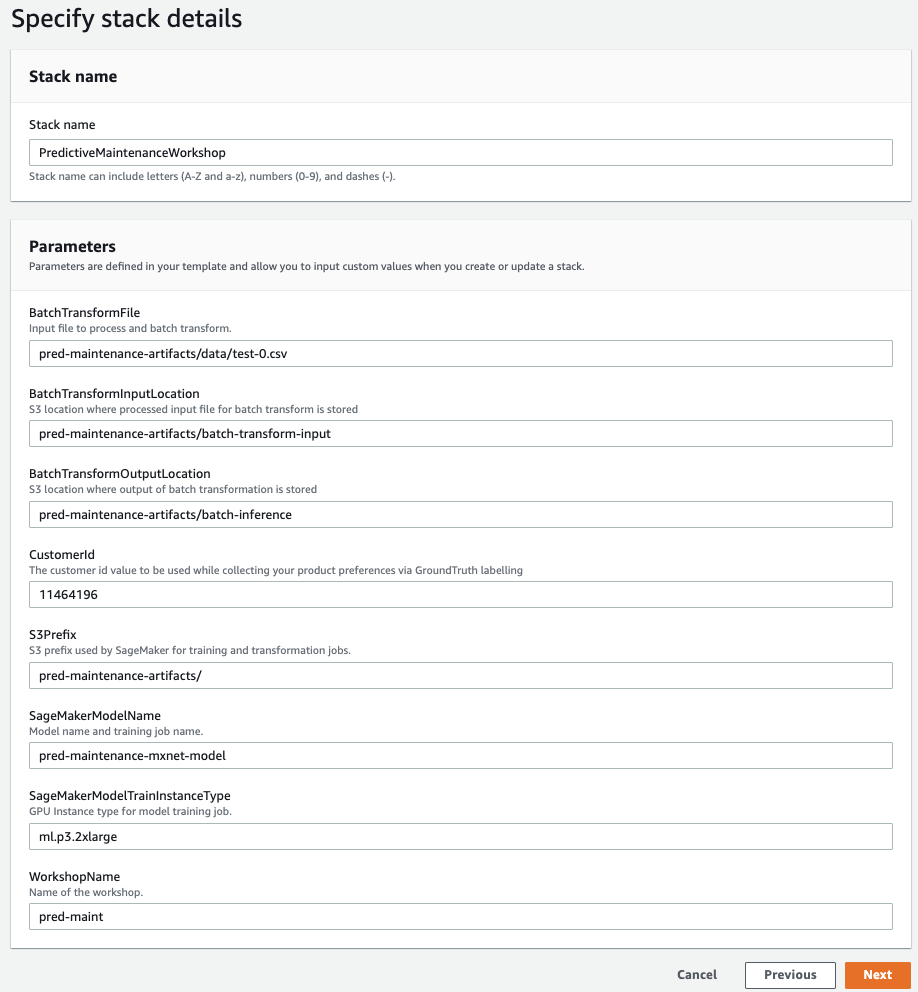 Specify stack details
Stack name
Stack name
PredictiveMaintenanceWorkshop
Stack name can include letters (A-Z and a-z), numbers (0-9), and dashes (-).
Parameters
Parameters are defined in your template and allow you to input custom values when you create or update a stack.
BatchTransformFile
Input file to process and batch transform.
pred-maintenance-artifacts/data/test-0.csv
BatchTransformInputLocation
S3 location where processed input file for batch transform is stored
pred-maintenance-artifacts/batch-transform-input
BatchTransformOutputLocation
S3 location where output of batch transformation is stored
pred-maintenance-artifacts/batch-inference
CustomerId
The customer id value to be used while collecting your product preferences via GroundTruth labelling
11464196
S3Prefix
S3 prefix used by SageMaker for training and transformation jobs.
pred-maintenance-artifacts/
SageMakerModelName
Model name and training job name.
pred-maintenance-mxnet-model
SageMakerModelTrainInstanceType
GPU Instance type for model training job.
ml.p3.2xlarge
WorkshopName
Name of the workshop.
pred-maint
Cancel Previous Next